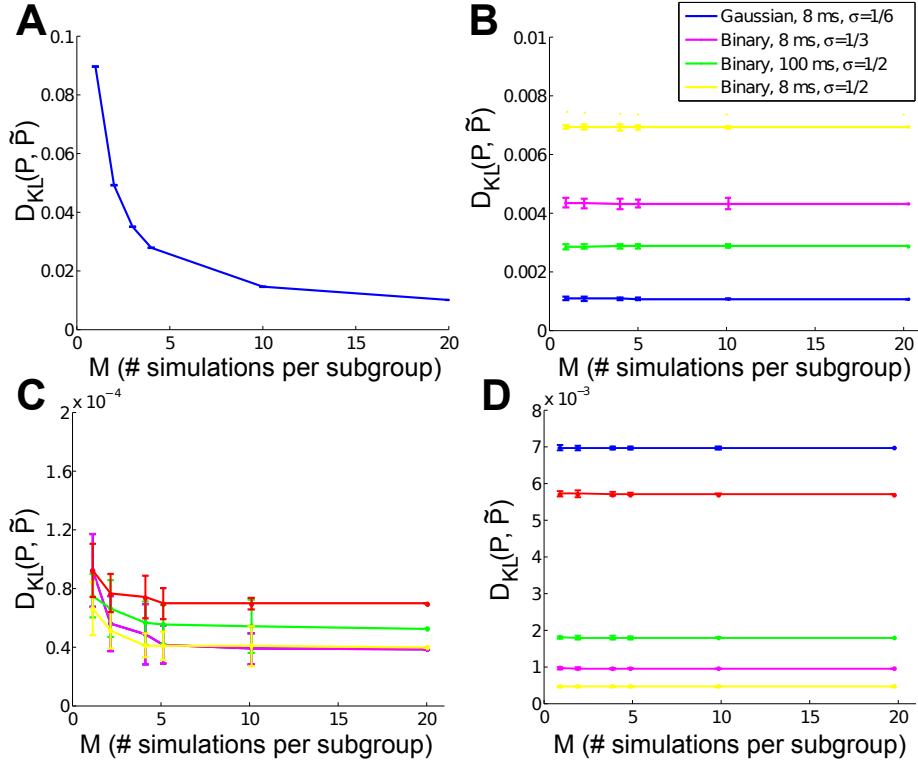 A
0.1
0.08
0.06
0.04
0.02
0
0 5 10 15 20
D_KL(P, P̃)
M (# simulations per subgroup)
B
0.01
0.008
0.006
0.004
0.002
0
0 5 10 15 20
D_KL(P, P̃)
M (# simulations per subgroup)
Gaussian, 8 ms, σ=1/6
Binary, 8 ms, σ=1/3
Binary, 100 ms, σ=1/2
Binary, 8 ms, σ=1/2
C
x 10⁻⁴
2
1.6
1.2
0.8
0.4
0
0 5 10 15 20
D_KL(P, P̃)
M (# simulations per subgroup)
D
x 10⁻³
8
7
6
5
4
3
2
1
0
0 5 10 15 20
D_KL(P, P̃)
M (# simulations per subgroup)